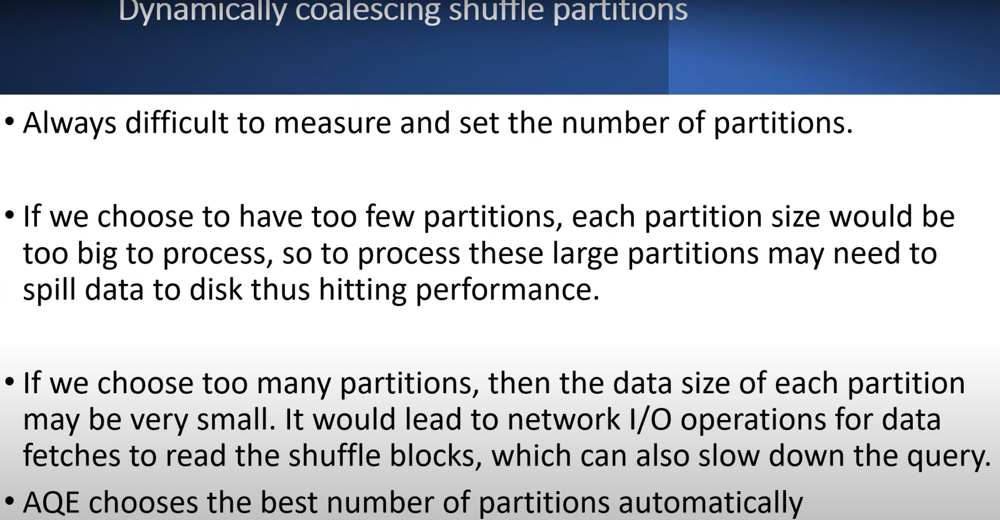 Dynamically coalescing shuffle partitions
• Always difficult to measure and set the number of partitions.
• If we choose to have too few partitions, each partition size would be
too big to process, so to process these large partitions may need to
spill data to disk thus hitting performance.
• If we choose too many partitions, then the data size of each partition
may be very small. It would lead to network I/O operations for data
fetches to read the shuffle blocks, which can also slow down the query.
• AQE chooses the best number of partitions automatically